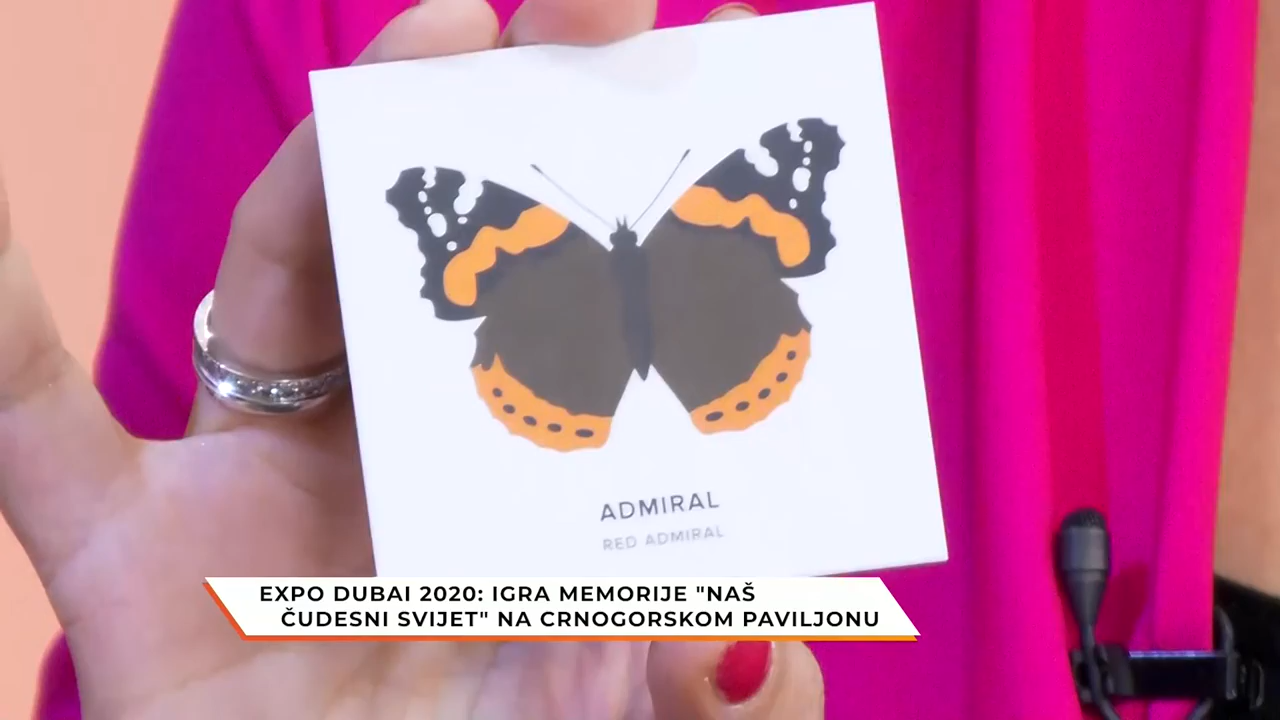 ADMIRAL
RED ADMIRAL
EXPO DUBAI 2020: IGRA MEMORIJE "NAŠ
ČUDESNI SVIJET" NA CRNOGORSKOM PAVILJONU